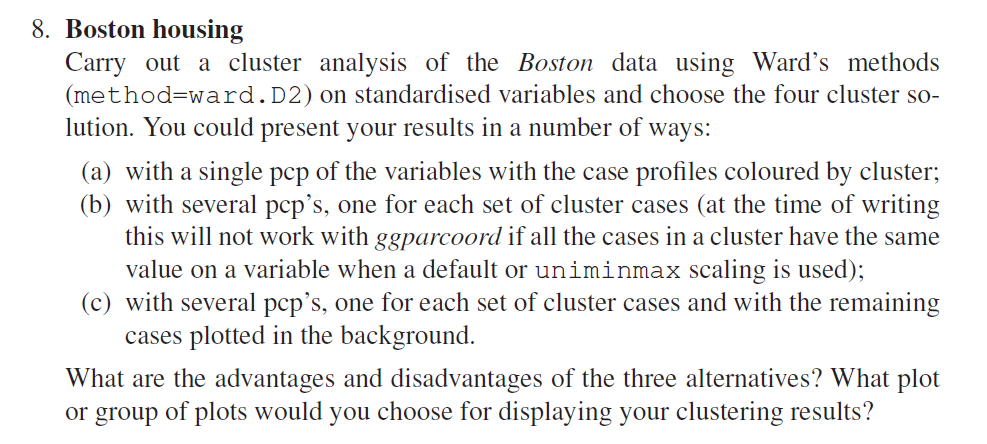 8. Boston housing
Carry out a cluster analysis of the Boston data using Ward's methods
(method=ward.D2) on standardised variables and choose the four cluster so-
lution. You could present your results in a number of ways:
(a) with a single pcp of the variables with the case profiles coloured by cluster;
(b) with several pcp's, one for each set of cluster cases (at the time of writing
this will not work with ggparcoord if all the cases in a cluster have the same
value on a variable when a default or uniminmax scaling is used);
(c) with several pcp's, one for each set of cluster cases and with the remaining
cases plotted in the background.
What are the advantages and disadvantages of the three alternatives? What plot
or group of plots would you choose for displaying your clustering results?